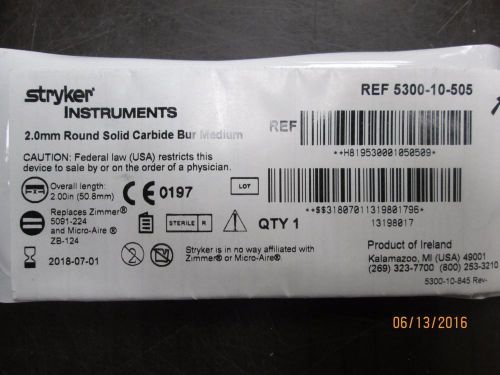 stryker®
INSTRUMENTS
REF 5300-10-505
2.0mm Round Solid Carbide Bur Medium
REF
**H819530001050509*
CAUTION: Federal law (USA) restricts this
device to sale by or on the order of a physician.
Overall length:
2.00in (50.8mm)
CE 0197
LOT
**$$31807011319801796*
13198017
Replaces Zimmer®
5091-224
and Micro-Aire®
ZB-124
STERILE R
QTY 1
2018-07-01
Stryker is in no way affiliated with
Zimmer® or Micro-Aire®.
Product of Ireland
Kalamazoo, MI (USA) 49001
(269) 323-7700 (800) 253-3210
5300-10-845 Rev-
06/13/2016